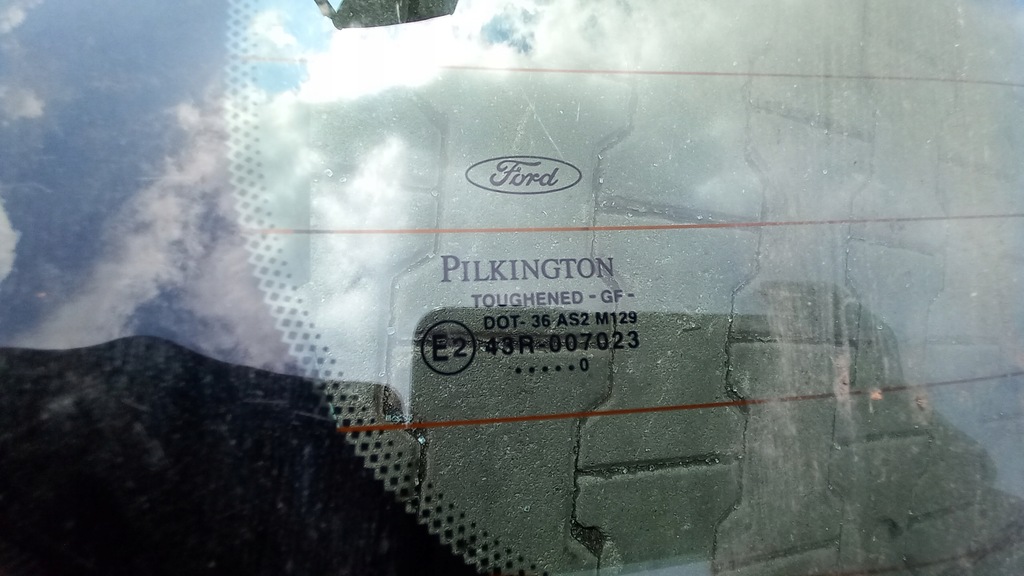 Ford
PILKINGTON
TOUGHENED - GF -
DOT- 36 AS2 M129
E2 43R-007023
.....0